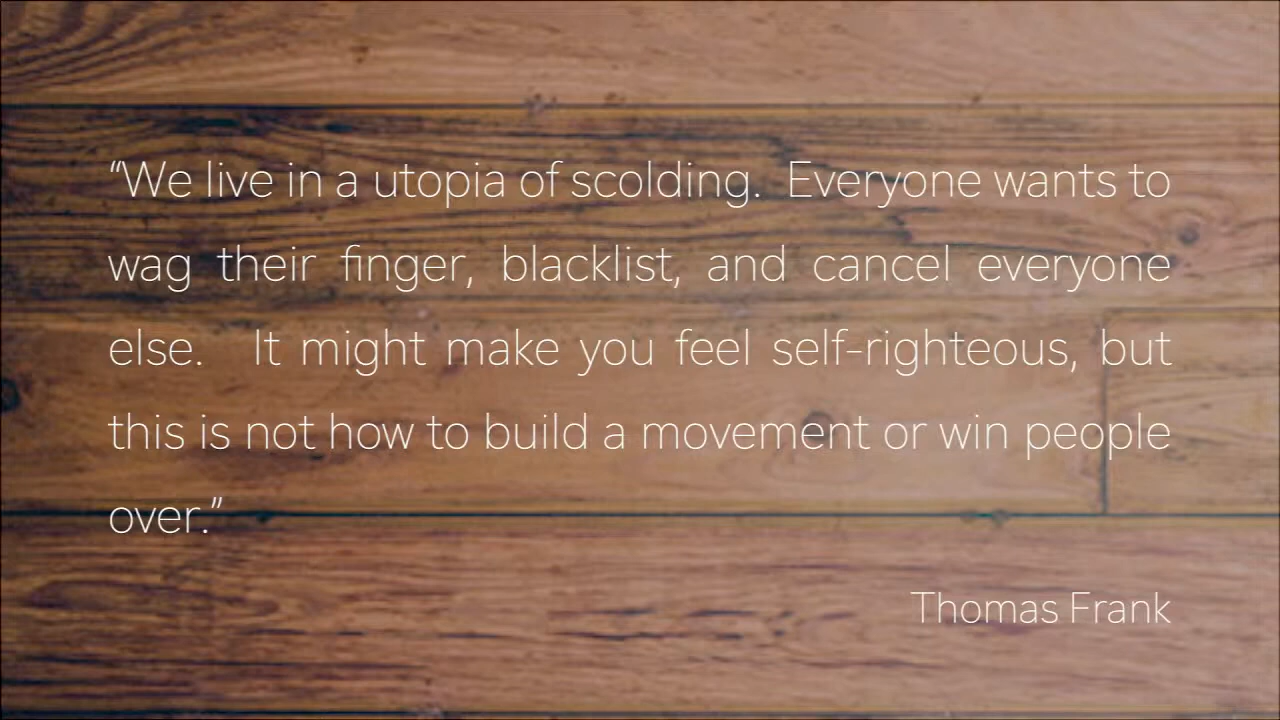 “We live in a utopia of scolding.  Everyone wants to
wag their finger, blacklist, and cancel everyone
else.  It might make you feel self-righteous, but
this is not how to build a movement or win people
over.”
Thomas Frank